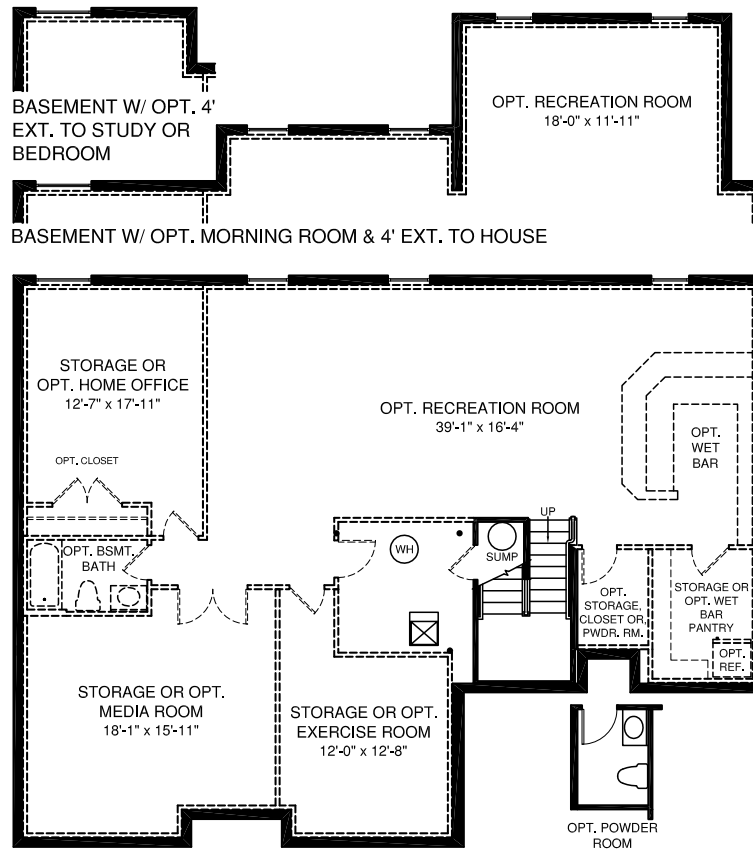 BASEMENT W/ OPT. 4'
EXT. TO STUDY OR
BEDROOM
OPT. RECREATION ROOM
18'-0" x 11'-11"
BASEMENT W/ OPT. MORNING ROOM & 4' EXT. TO HOUSE
STORAGE OR
OPT. HOME OFFICE
12'-7" x 17'-11"
OPT. CLOSET
OPT. RECREATION ROOM
39'-1" x 16'-4"
OPT.
WET
BAR
OPT. BSMT.
BATH
WH
SUMP
UP
OPT.
STORAGE,
CLOSET OR
PWDR. RM.
STORAGE OR
OPT. WET
BAR
PANTRY
OPT.
REF.
STORAGE OR OPT.
MEDIA ROOM
18'-1" x 15'-11"
STORAGE OR OPT.
EXERCISE ROOM
12'-0" x 12'-8"
OPT. POWDER
ROOM